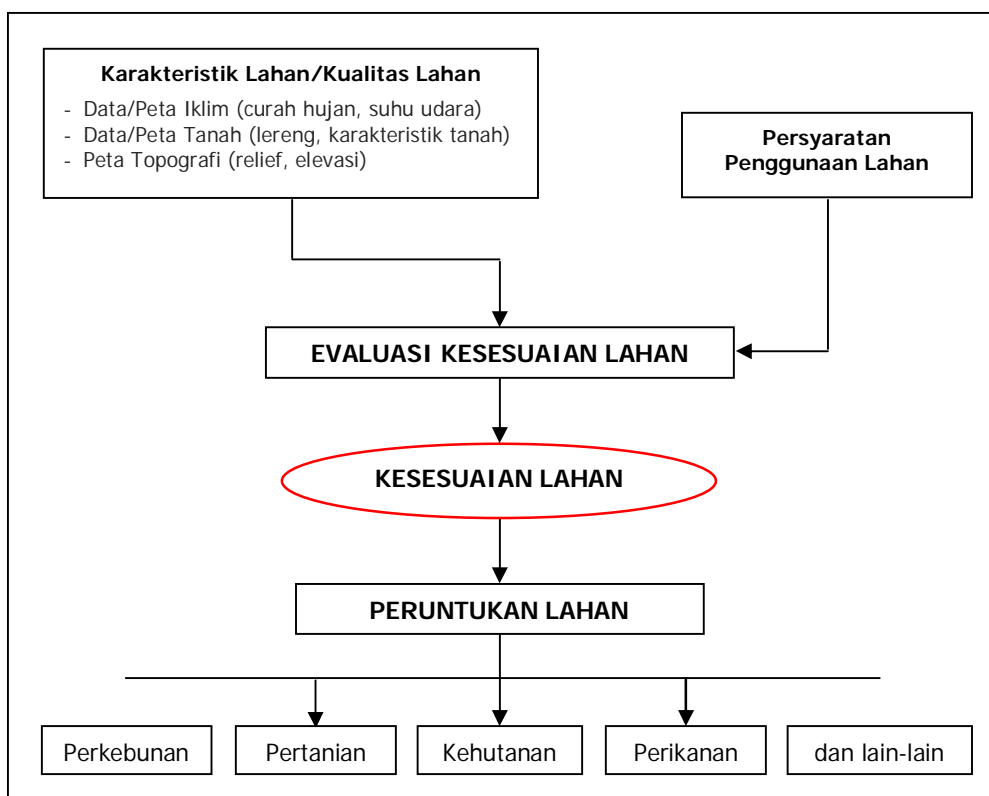 Karakteristik Lahan/Kualitas Lahan
- Data/Peta Iklim (curah hujan, suhu udara)
- Data/Peta Tanah (lereng, karakteristik tanah)
- Peta Topografi (relief, elevasi)
Persyaratan
Penggunaan Lahan
EVALUASI KESESUAIAN LAHAN
KESESUAIAN LAHAN
PERUNTUKAN LAHAN
Perkebunan
Pertanian
Kehutanan
Perikanan
dan lain-lain